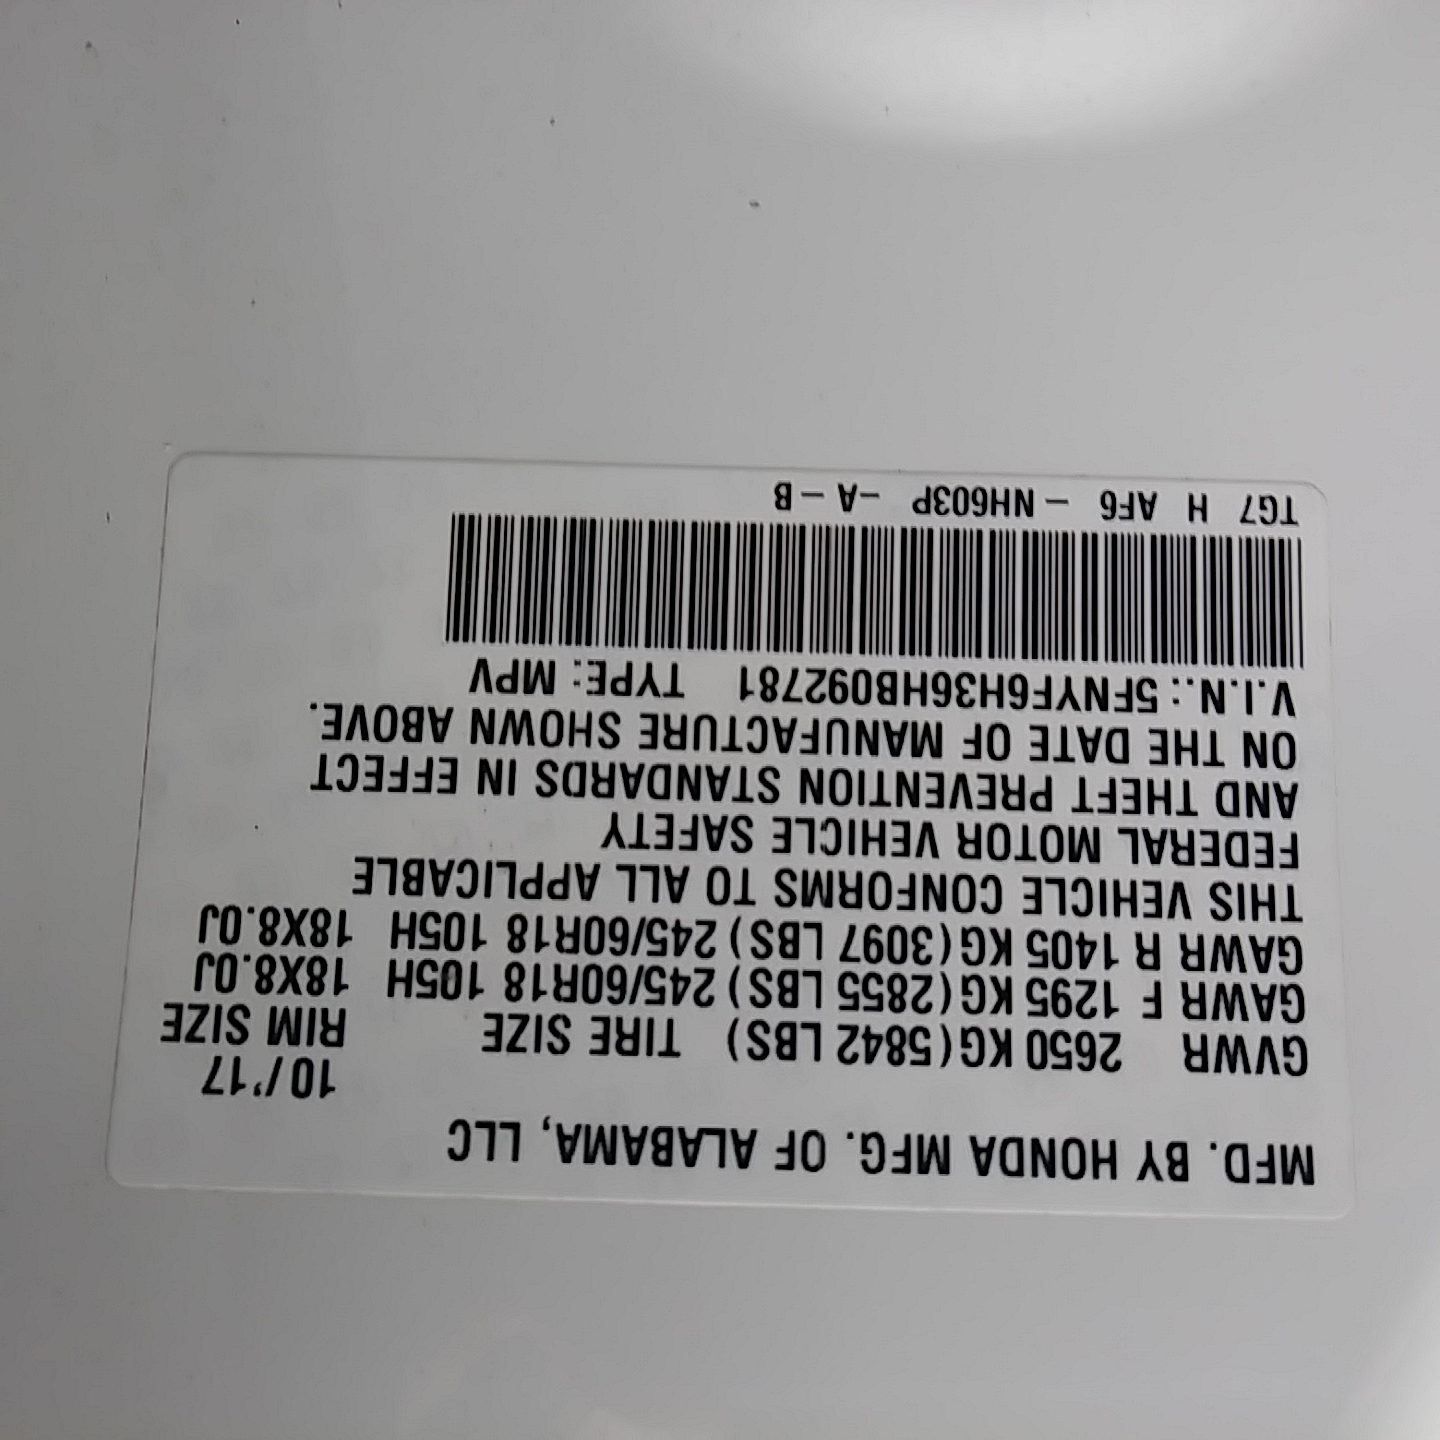 MFD. BY HONDA MFG. OF ALABAMA, LLC
10/'17
GVWR 2650 KG(5842 LBS) TIRE SIZE RIM SIZE
GAWR F 1295 KG(2855 LBS) 245/60R18 105H 18X8.0J
GAWR R 1405 KG(3097 LBS) 245/60R18 105H 18X8.0J
THIS VEHICLE CONFORMS TO ALL APPLICABLE
FEDERAL MOTOR VEHICLE SAFETY
AND THEFT PREVENTION STANDARDS IN EFFECT
ON THE DATE OF MANUFACTURE SHOWN ABOVE.
V.I.N.: 5FNYF6H36HB092781 TYPE: MPV
TG7 H AF6 – NH603P –A – B